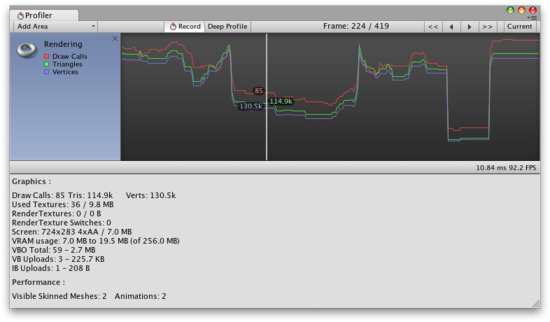 Profiler
Add Area
Record
Deep Profile
Frame: 224 / 419
<<
>>
Current
Rendering
Draw Calls
Triangles
Vertices
85
114.9k
130.5k
10.84 ms 92.2 FPS
Graphics :
Draw Calls: 85 Tris: 114.9k Verts: 130.5k
Used Textures: 36 / 9.8 MB
RenderTextures: 0 / 0 B
RenderTexture Switches: 0
Screen: 724x283 4xAA / 7.0 MB
VRAM usage: 7.0 MB to 19.5 MB (of 256.0 MB)
VBO Total: 59 - 2.7 MB
VB Uploads: 3 - 225.7 KB
IB Uploads: 1 - 208 B
Performance :
Visible Skinned Meshes: 2 Animations: 2